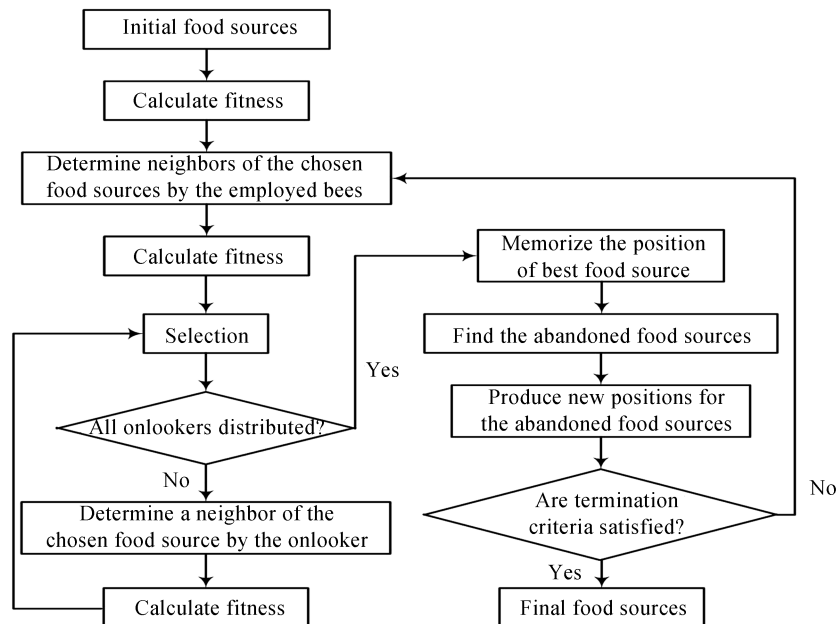 Initial food sources
Calculate fitness
Determine neighbors of the chosen
food sources by the employed bees
Calculate fitness
Selection
All onlookers distributed?
No
Determine a neighbor of the
chosen food source by the onlooker
Calculate fitness
Yes
Memorize the position
of best food source
Find the abandoned food sources
Produce new positions for
the abandoned food sources
Are termination
criteria satisfied?
No
Yes
Final food sources